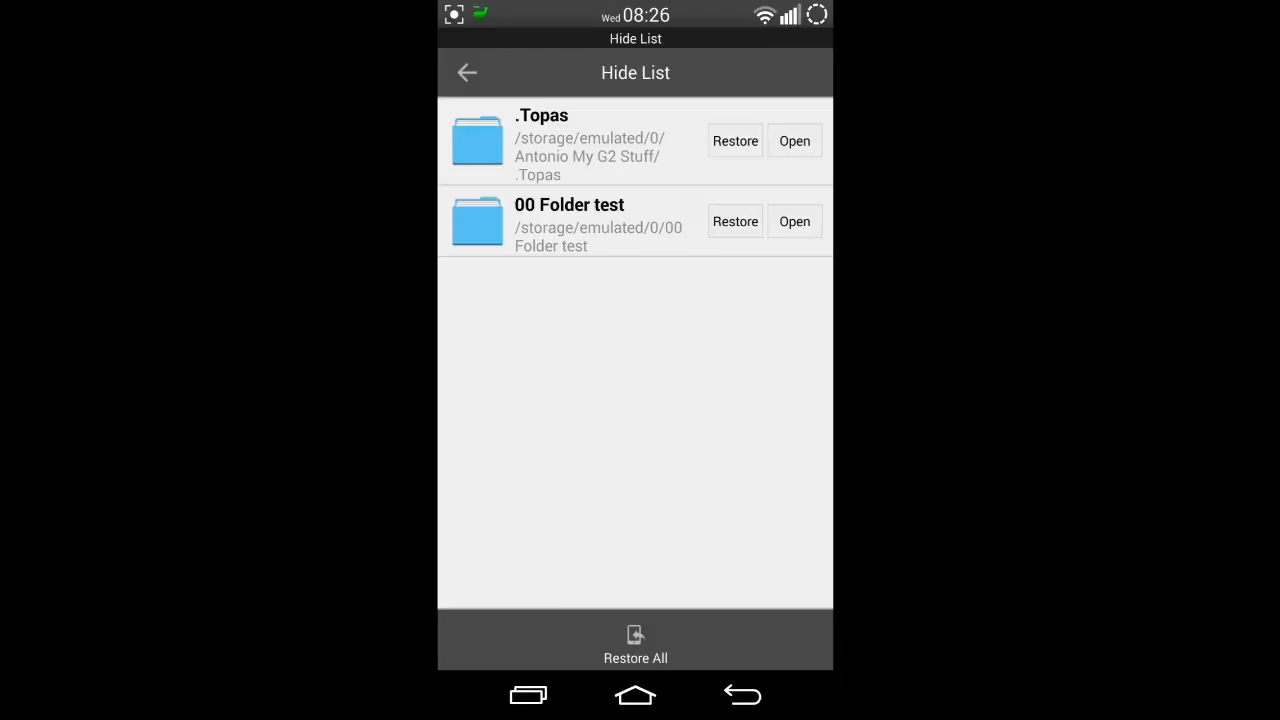 Wed 08:26
Hide List
Hide List
.Topas
/storage/emulated/0/
Antonio My G2 Stuff/
.Topas
Restore
Open
00 Folder test
/storage/emulated/0/00
Folder test
Restore
Open
Restore All